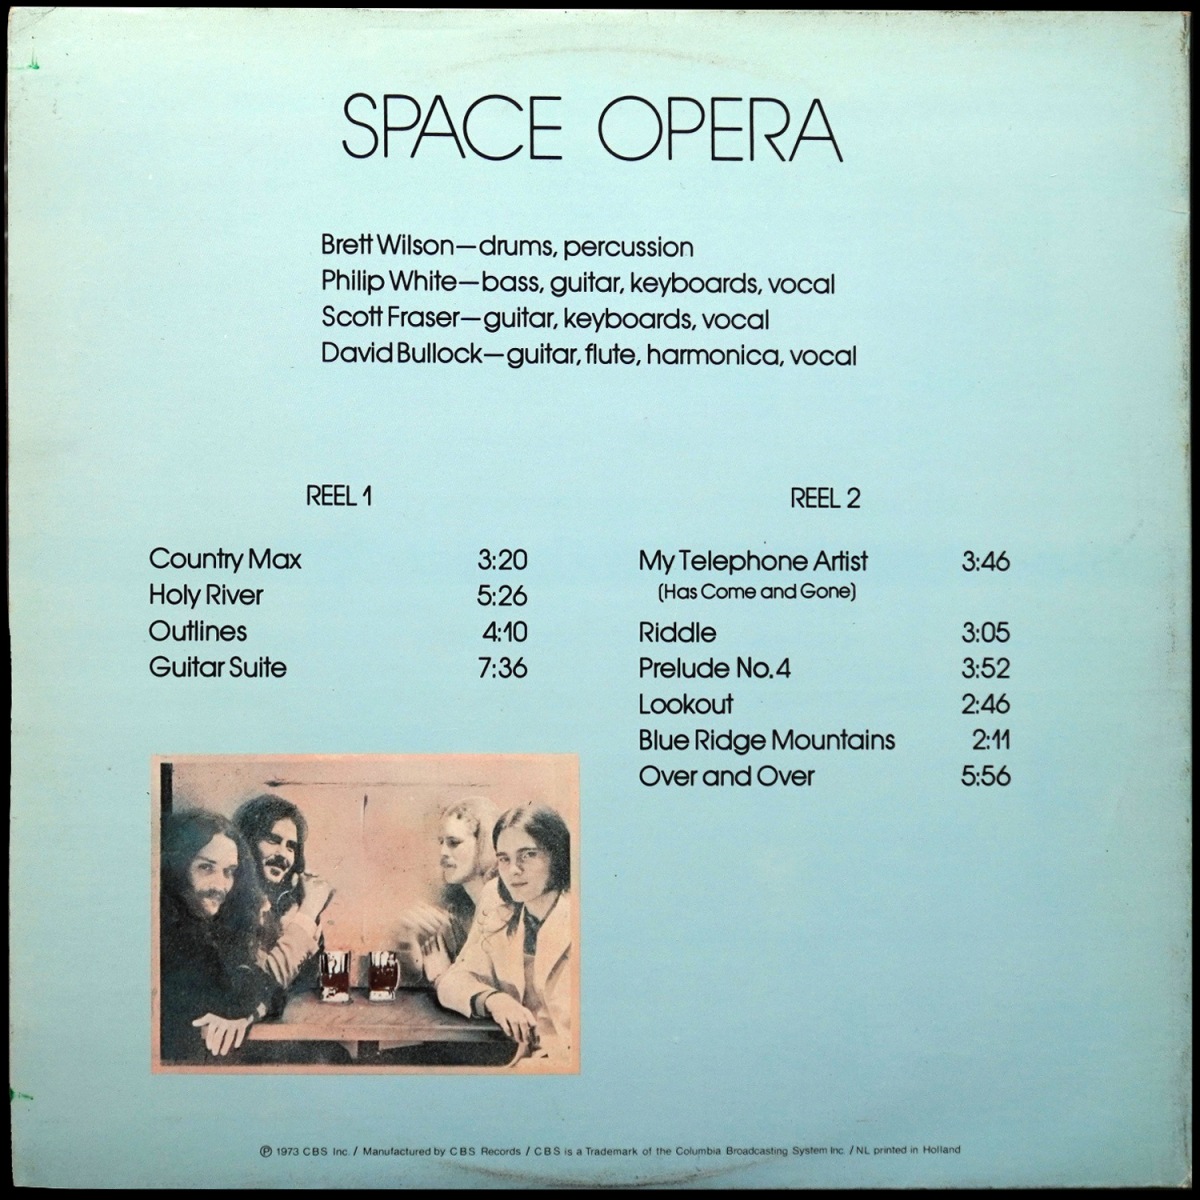 SPACE OPERA
Brett Wilson—drums, percussion
Philip White—bass, guitar, keyboards, vocal
Scott Fraser—guitar, keyboards, vocal
David Bullock—guitar, flute, harmonica, vocal
REEL 1
Country Max 3:20
Holy River 5:26
Outlines 4:10
Guitar Suite 7:36
REEL 2
My Telephone Artist 3:46
(Has Come and Gone)
Riddle 3:05
Prelude No. 4 3:52
Lookout 2:46
Blue Ridge Mountains 2:11
Over and Over 5:56
℗ 1973 CBS Inc. / Manufactured by CBS Records / CBS is a Trademark of the Columbia Broadcasting System Inc. / NL printed in Holland